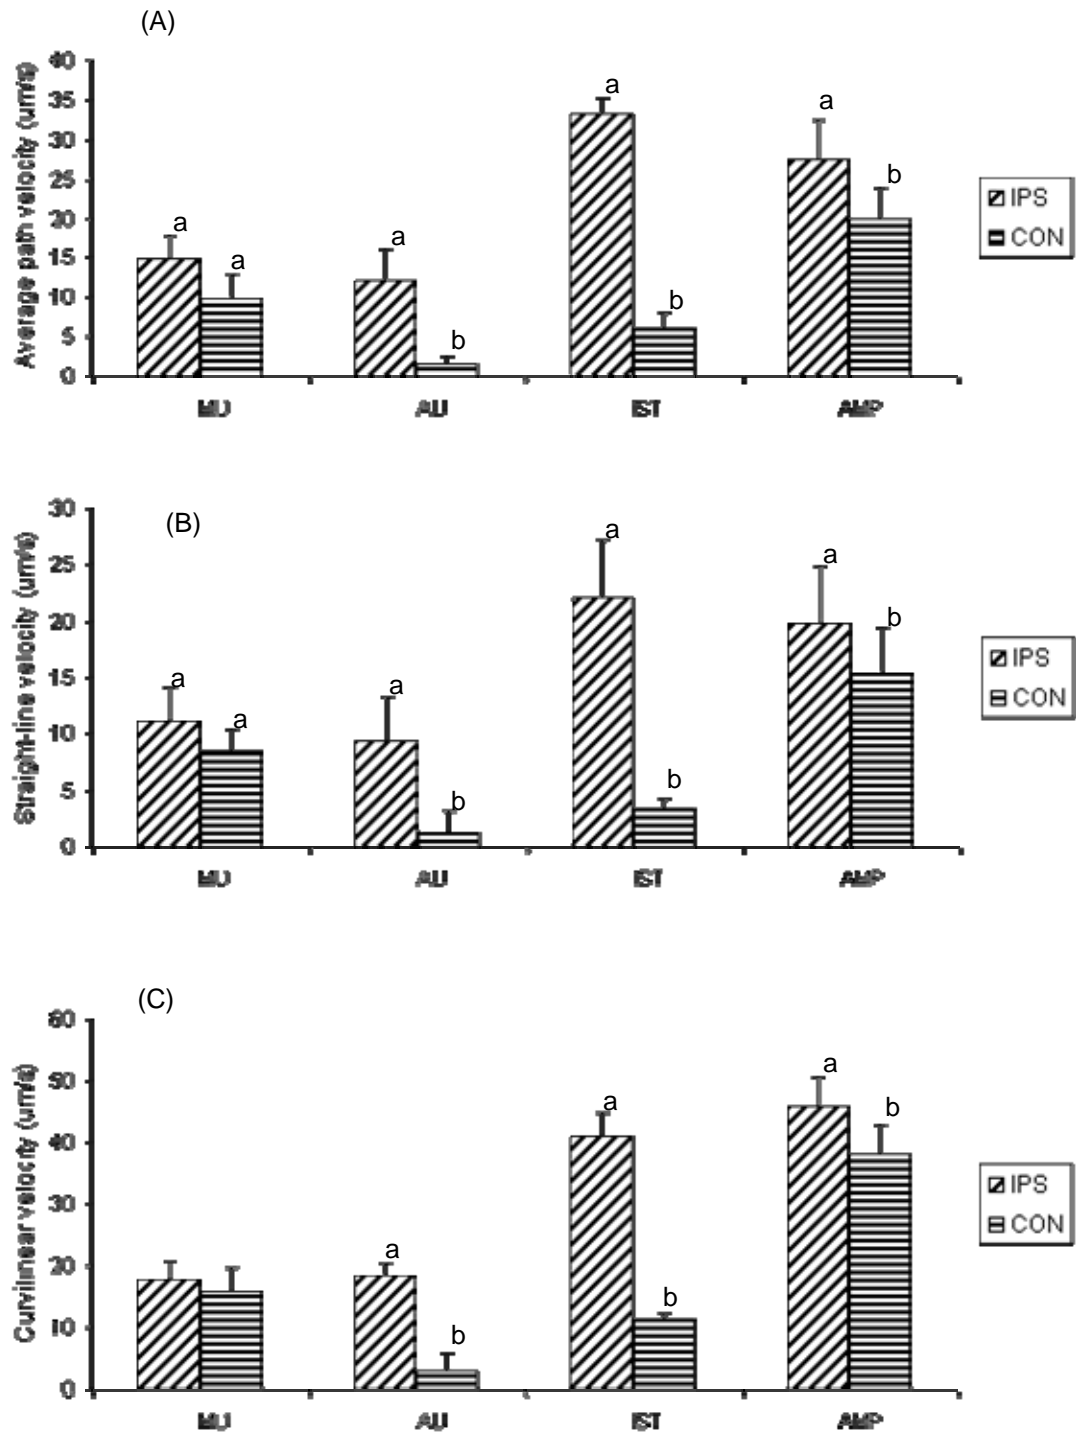 (A)
Average path velocity (um/s)
40
35
30
25
20
15
10
5
0
a
a
a
b
a
b
a
b
MU
AU
IST
AMP
IPS
CON
(B)
Straight-line velocity (um/s)
30
25
20
15
10
5
0
a
a
a
b
a
b
a
b
MU
AU
IST
AMP
IPS
CON
(C)
Curvilinear velocity (um/s)
60
50
40
30
20
10
0
a
b
a
b
a
b
MU
AU
IST
AMP
IPS
CON